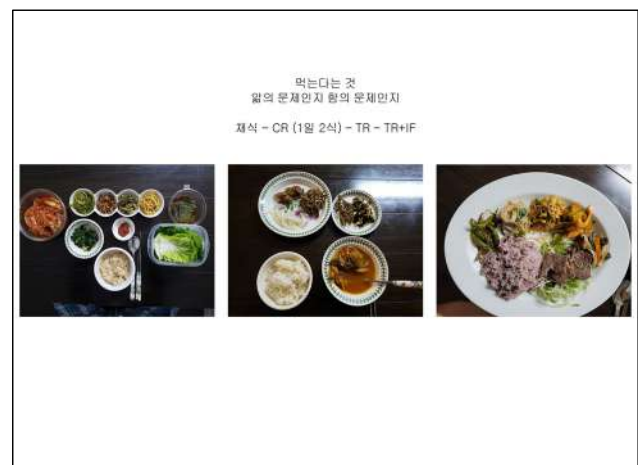 먹는다는 것
앎의 문제인지 함의 문제인지
채식 - CR (1일 2식) - TR - TR+IF